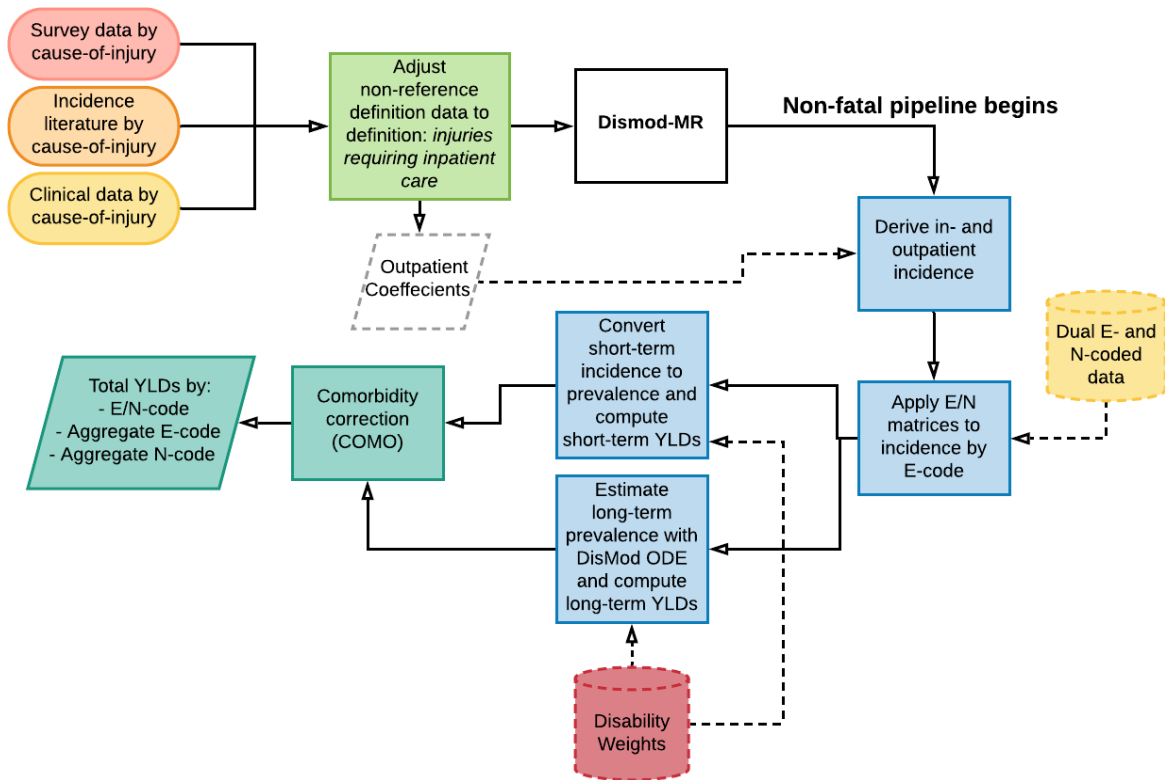 Survey data by
cause-of-injury
Incidence
literature by
cause-of-injury
Clinical data by
cause-of-injury
Adjust
non-reference
definition data to
definition: injuries
requiring inpatient
care
Dismod-MR
Non-fatal pipeline begins
Outpatient
Coeffecients
Derive in- and
outpatient
incidence
Dual E- and
N-coded
data
Apply E/N
matrices to
incidence by
E-code
Convert
short-term
incidence to
prevalence and
compute
short-term YLDs
Estimate
long-term
prevalence with
DisMod ODE
and compute
long-term YLDs
Disability
Weights
Comorbidity
correction
(COMO)
Total YLDs by:
- E/N-code
- Aggregate E-code
- Aggregate N-code